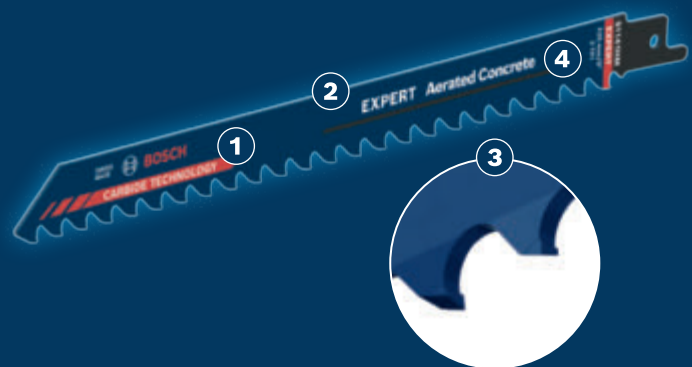 1
2
3
4
BOSCH
CARBIDE TECHNOLOGY
EXPERT Aerated Concrete
EXPERT